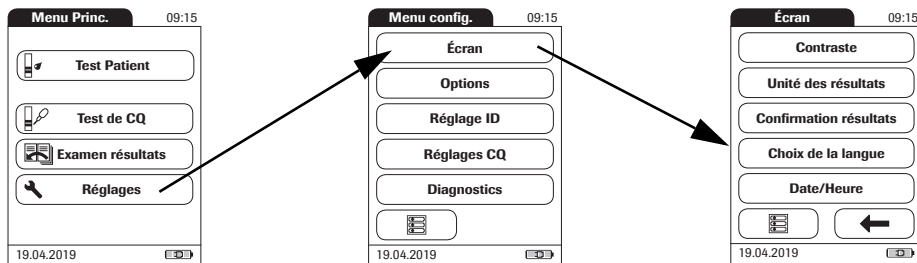 Menu Princ. 09:15
Test Patient
Test de CQ
Examen résultats
Réglages
19.04.2019
Menu config. 09:15
Écran
Options
Réglage ID
Réglages CQ
Diagnostics
19.04.2019
Écran 09:15
Contraste
Unité des résultats
Confirmation résultats
Choix de la langue
Date/Heure
19.04.2019